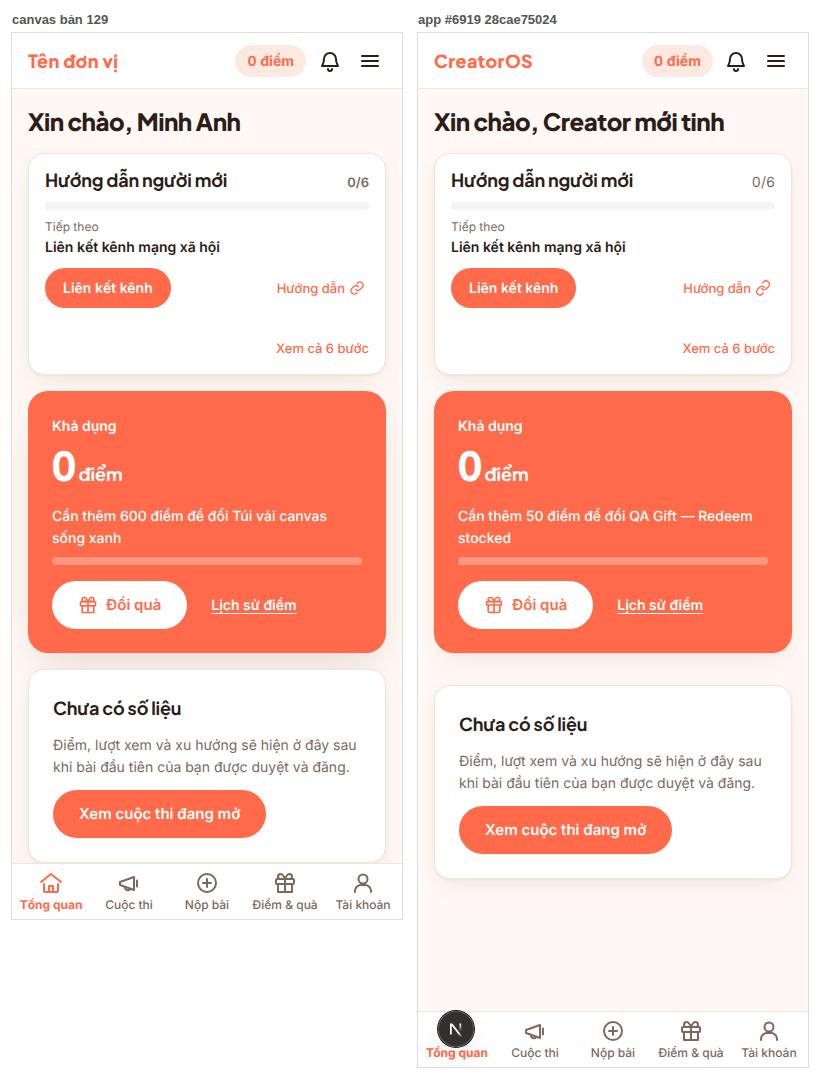 canvas bản 129
Tên đơn vị
0 điểm
Xin chào, Minh Anh
Hướng dẫn người mới
0/6
Tiếp theo
Liên kết kênh mạng xã hội
Liên kết kênh
Hướng dẫn
Xem cả 6 bước
Khả dụng
0 điểm
Cần thêm 600 điểm để đổi Túi vải canvas
sống xanh
Đổi quà
Lịch sử điểm
Chưa có số liệu
Điểm, lượt xem và xu hướng sẽ hiện ở đây sau
khi bài đầu tiên của bạn được duyệt và đăng.
Xem cuộc thi đang mở
Tổng quan
Cuộc thi
Nộp bài
Điểm & quà
Tài khoản
app #6919 28cae75024
CreatorOS
0 điểm
Xin chào, Creator mới tinh
Hướng dẫn người mới
0/6
Tiếp theo
Liên kết kênh mạng xã hội
Liên kết kênh
Hướng dẫn
Xem cả 6 bước
Khả dụng
0 điểm
Cần thêm 50 điểm để đổi QA Gift — Redeem
stocked
Đổi quà
Lịch sử điểm
Chưa có số liệu
Điểm, lượt xem và xu hướng sẽ hiện ở đây sau
khi bài đầu tiên của bạn được duyệt và đăng.
Xem cuộc thi đang mở
N
Tổng quan
Cuộc thi
Nộp bài
Điểm & quà
Tài khoản